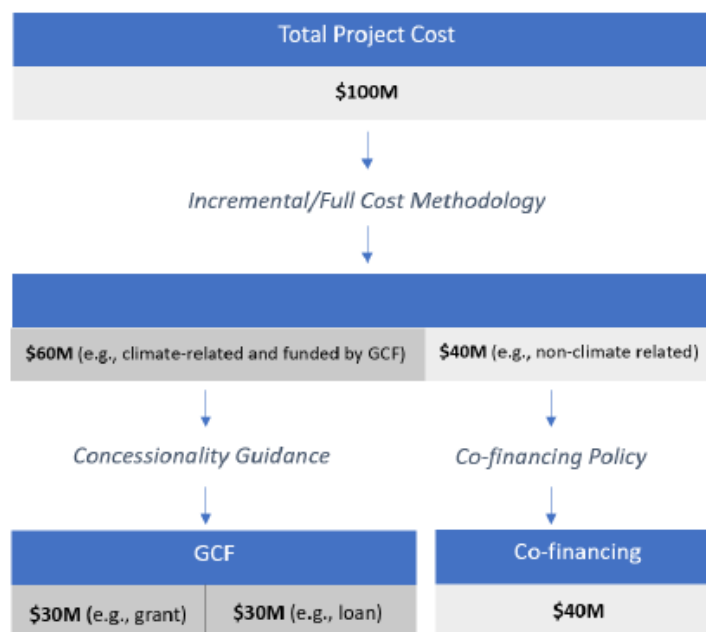 Total Project Cost
$100M
Incremental/Full Cost Methodology
$60M (e.g., climate-related and funded by GCF)
$40M (e.g., non-climate related)
Concessionality Guidance
Co-financing Policy
GCF
Co-financing
$30M (e.g., grant)
$30M (e.g., loan)
$40M